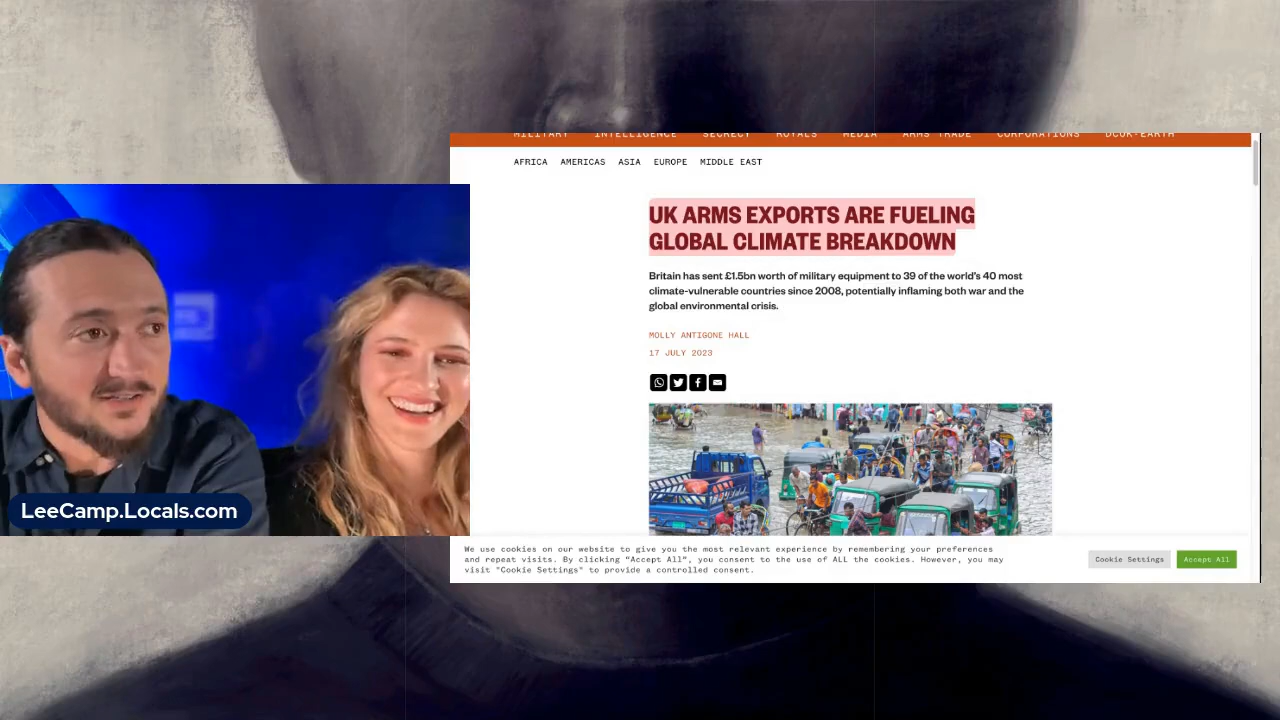 MILITARY INTELLIGENCE SECRECY ROYALS MEDIA ARMS TRADE CORPORATIONS DCUK-EARTH
AFRICA AMERICAS ASIA EUROPE MIDDLE EAST
UK ARMS EXPORTS ARE FUELING
GLOBAL CLIMATE BREAKDOWN
Britain has sent £1.5bn worth of military equipment to 39 of the world's 40 most
climate-vulnerable countries since 2008, potentially inflaming both war and the
global environmental crisis.
MOLLY ANTIGONE HALL
17 JULY 2023
LeeCamp.Locals.com
We use cookies on our website to give you the most relevant experience by remembering your preferences
and repeat visits. By clicking "Accept All", you consent to the use of ALL the cookies. However, you may
visit "Cookie Settings" to provide a controlled consent.
Cookie Settings
Accept All